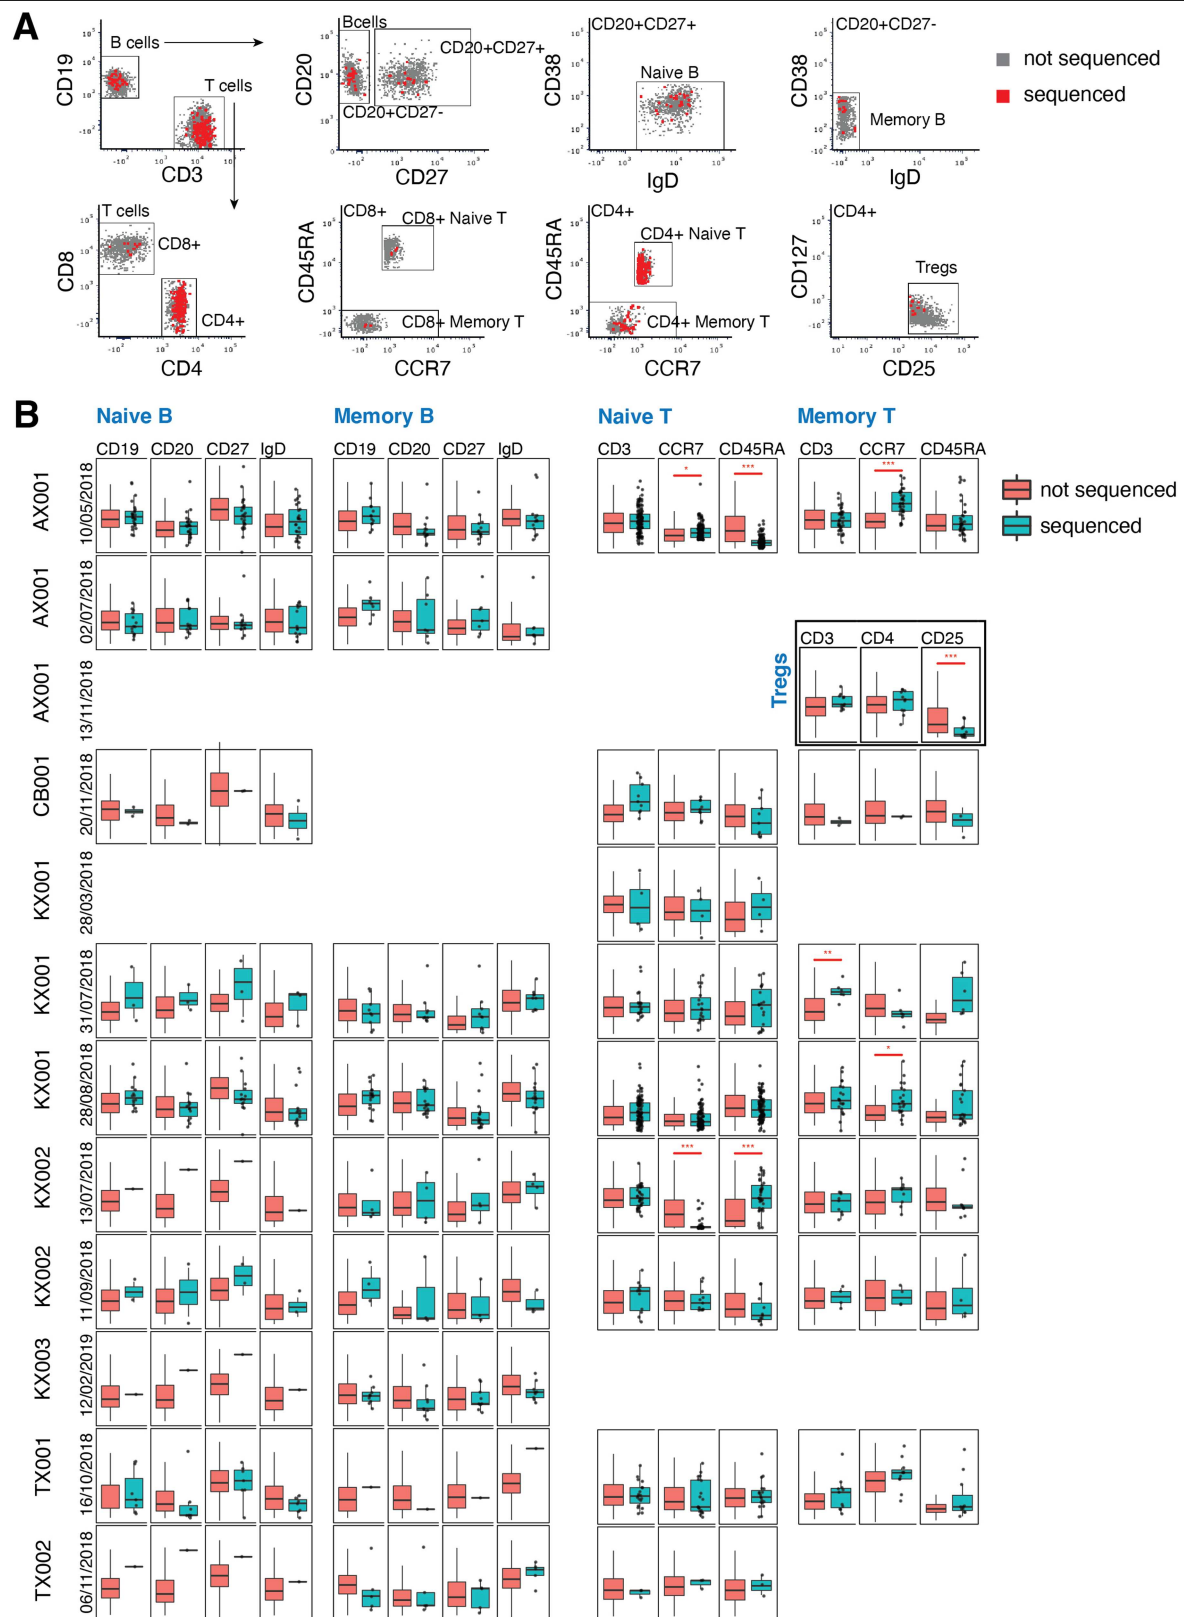 A
CD19
B cells
T cells
CD3
Bcells
CD20
CD20+CD27+
CD20+CD27-
CD27
CD20+CD27+
CD38
Naive B
IgD
CD20+CD27-
CD38
Memory B
IgD
not sequenced
sequenced
T cells
CD8
CD8+
CD4+
CD4
CD8+
CD45RA
CD8+ Naive T
CD8+ Memory T
CCR7
CD4+
CD45RA
CD4+ Naive T
CD4+ Memory T
CCR7
CD4+
CD127
Tregs
CD25
B
Naive B
Memory B
Naive T
Memory T
CD19 CD20 CD27 IgD
CD19 CD20 CD27 IgD
CD3 CCR7 CD45RA
CD3 CCR7 CD45RA
not sequenced
sequenced
AX001
10/05/2018
* *** ***
AX001
02/07/2018
AX001
13/11/2018
Tregs
CD3 CD4 CD25
***
CB001
20/11/2018
KX001
28/03/2018
KX001
31/07/2018
**
KX001
28/08/2018
*
KX002
13/07/2018
*** ***
KX002
11/09/2018
KX003
12/02/2019
TX001
16/10/2018
TX002
06/11/2018